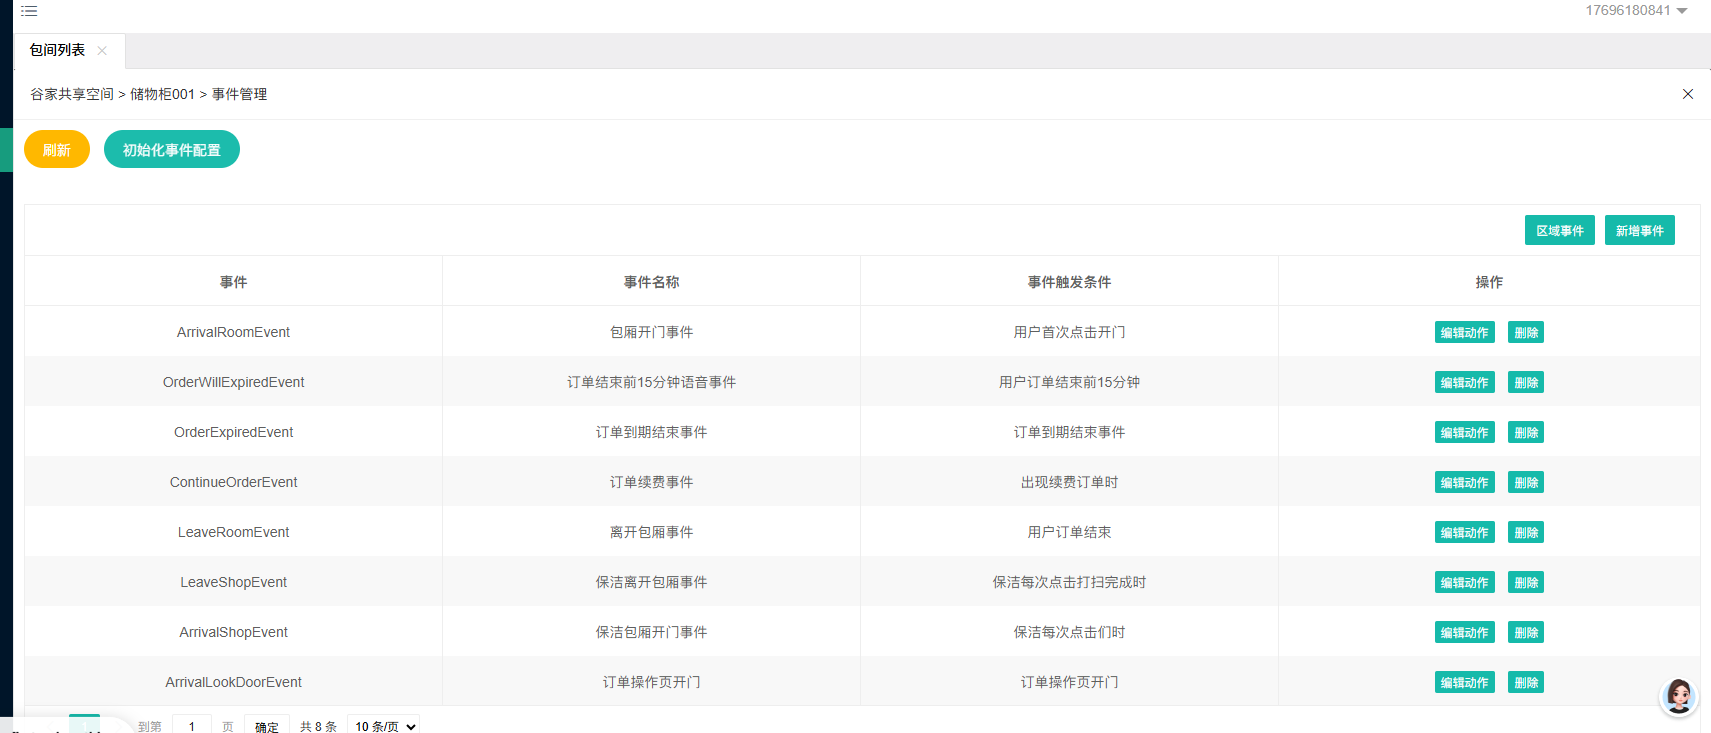 17696180841
包间列表
谷家共享空间 > 储物柜001 > 事件管理
刷新 初始化事件配置
区域事件 新增事件
事件 事件名称 事件触发条件 操作
ArrivalRoomEvent 包厢开门事件 用户首次点击开门 编辑动作 删除
OrderWillExpiredEvent 订单结束前15分钟语音事件 用户订单结束前15分钟 编辑动作 删除
OrderExpiredEvent 订单到期结束事件 订单到期结束事件 编辑动作 删除
ContinueOrderEvent 订单续费事件 出现续费订单时 编辑动作 删除
LeaveRoomEvent 离开包厢事件 用户订单结束 编辑动作 删除
LeaveShopEvent 保洁离开包厢事件 保洁每次点击打扫完成时 编辑动作 删除
ArrivalShopEvent 保洁包厢开门事件 保洁每次点击们时 编辑动作 删除
ArrivalLookDoorEvent 订单操作页开门 订单操作页开门 编辑动作 删除
到第 1 页 确定 共 8 条 10 条/页